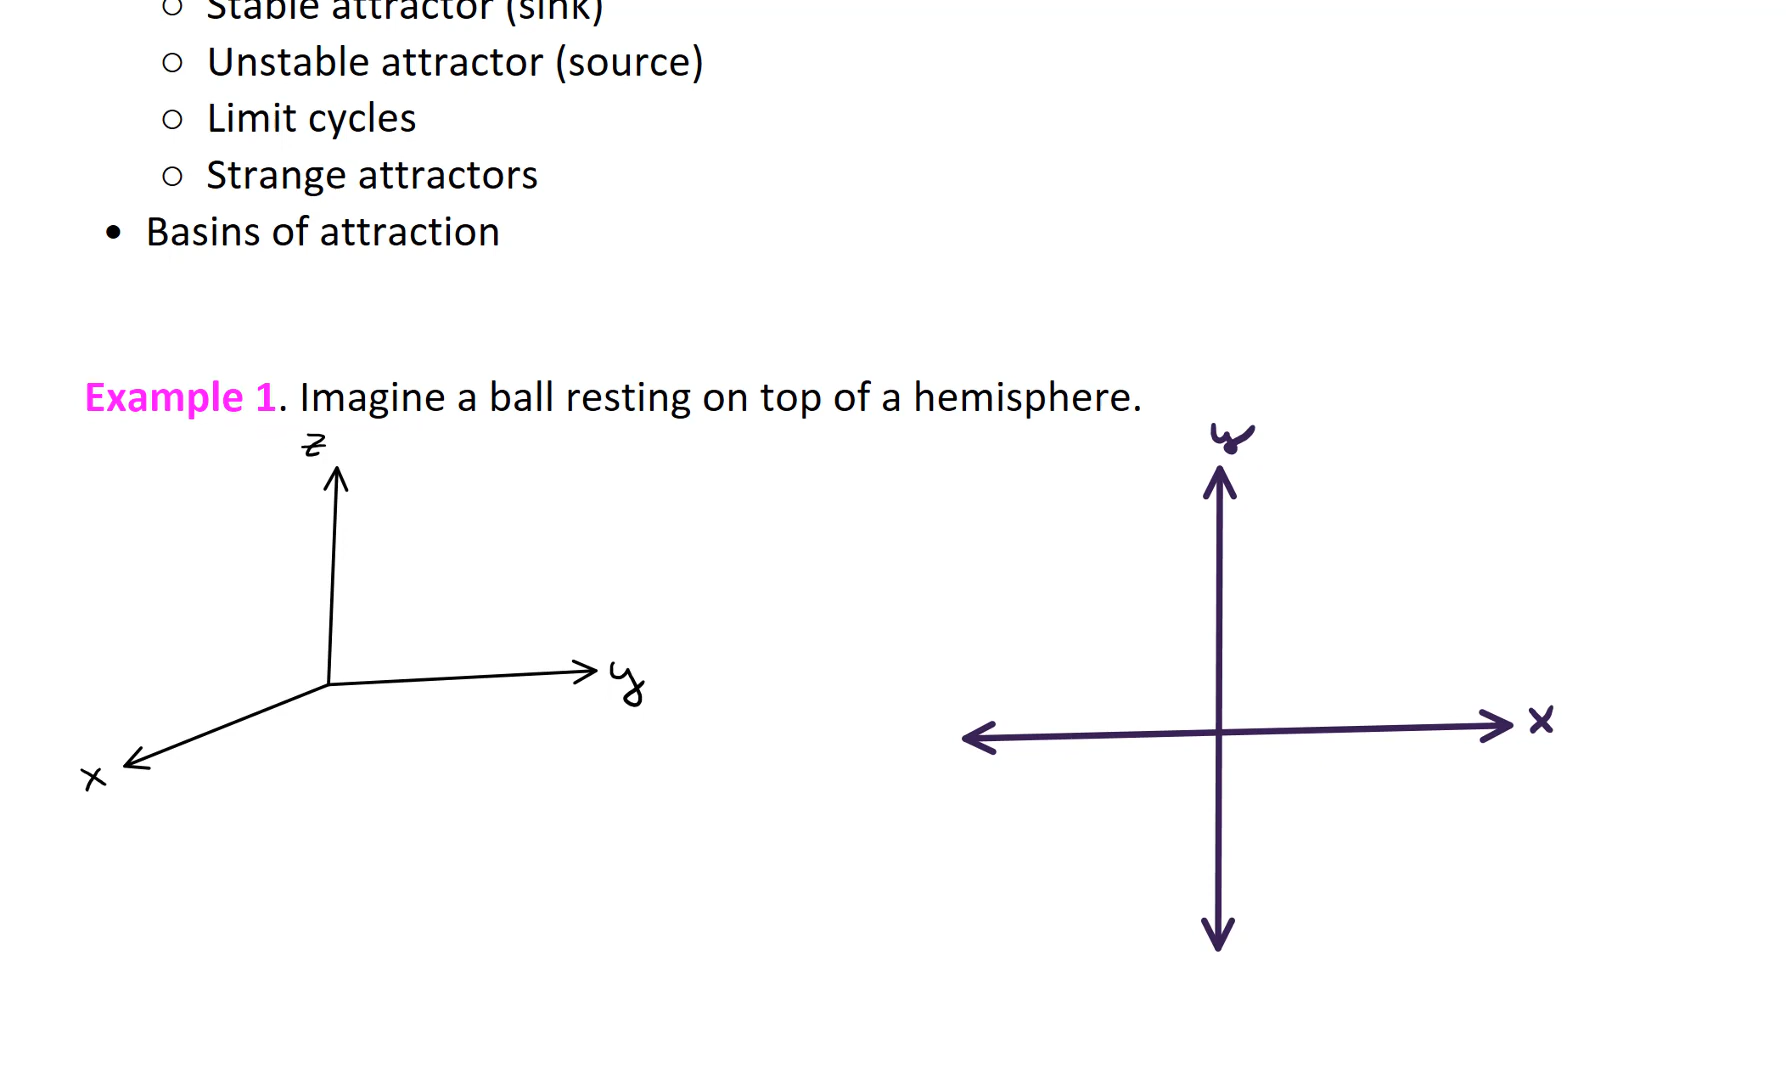 ○ Stable attractor (sink)
○ Unstable attractor (source)
○ Limit cycles
○ Strange attractors
• Basins of attraction
Example 1. Imagine a ball resting on top of a hemisphere.
z
y
x
y
x